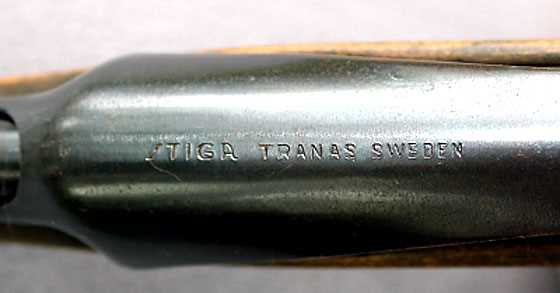 STIGA TRANAS SWEDEN